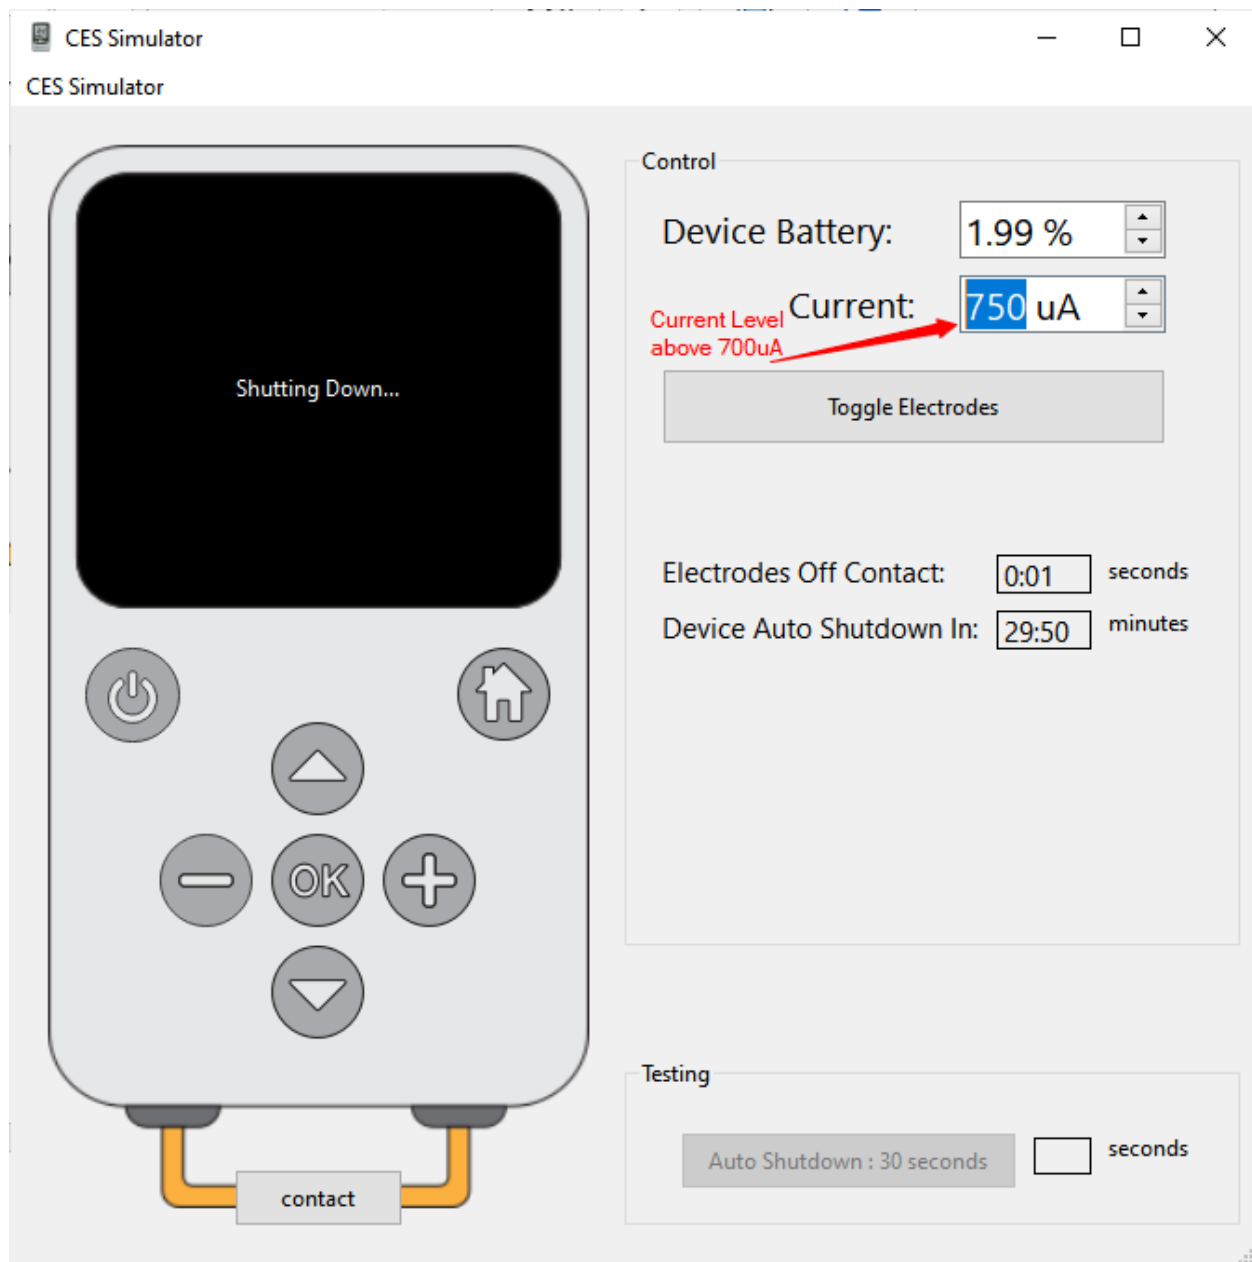 CES Simulator
CES Simulator
Shutting Down...
OK
contact
Control
Device Battery: 1.99 %
Current: 750 uA
Current Level
above 700uA
Toggle Electrodes
Electrodes Off Contact: 0:01 seconds
Device Auto Shutdown In: 29:50 minutes
Testing
Auto Shutdown : 30 seconds seconds